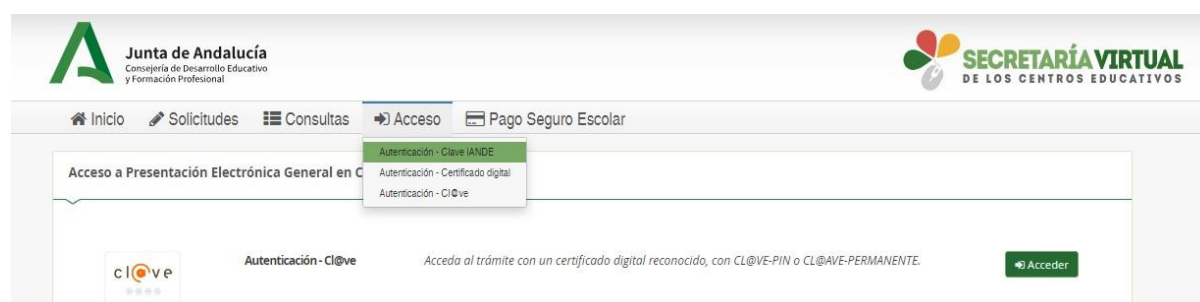 Junta de Andalucía
Consejería de Desarrollo Educativo
y Formación Profesional
SECRETARÍA VIRTUAL
DE LOS CENTROS EDUCATIVOS
Inicio Solicitudes Consultas Acceso Pago Seguro Escolar
Autenticación - Clave iANDE
Acceso a Presentación Electrónica General en C
Autenticación - Certificado digital
Autenticación - Cl@ve
cl@ve
Autenticación - Cl@ve
Acceda al trámite con un certificado digital reconocido, con CL@VE-PIN o CL@AVE-PERMANENTE.
Acceder